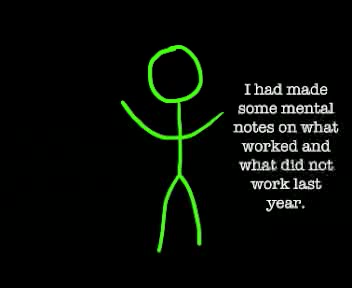 I had made
some mental
notes on what
worked and
what did not
work last
year.